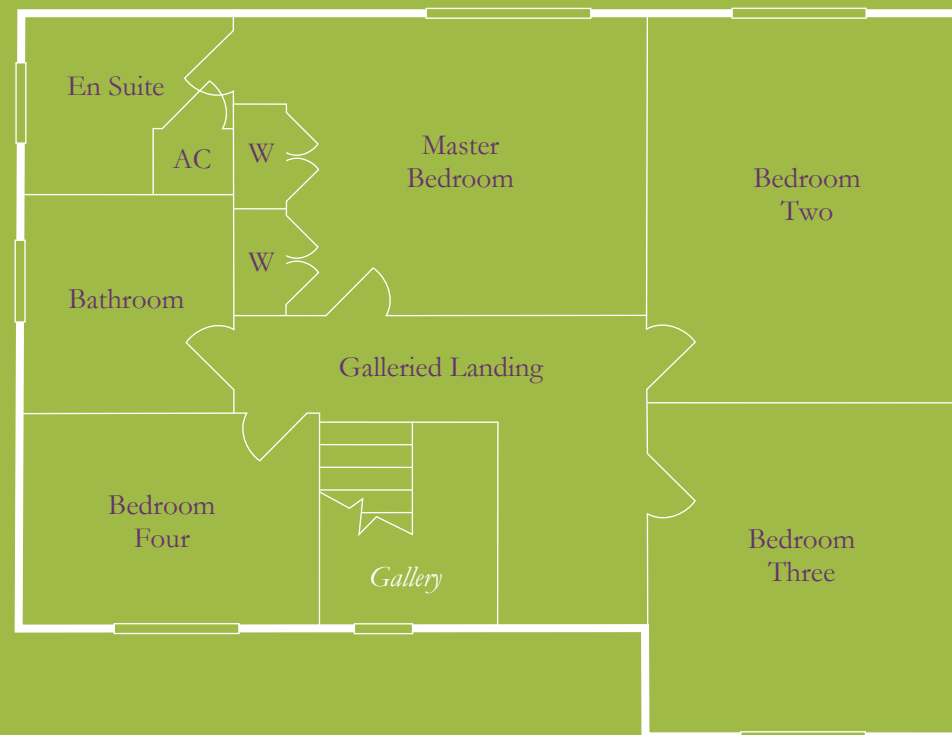 En Suite
AC
W
Master
Bedroom
Bedroom
Two
W
Bathroom
Galleried Landing
Bedroom
Four
Gallery
Bedroom
Three